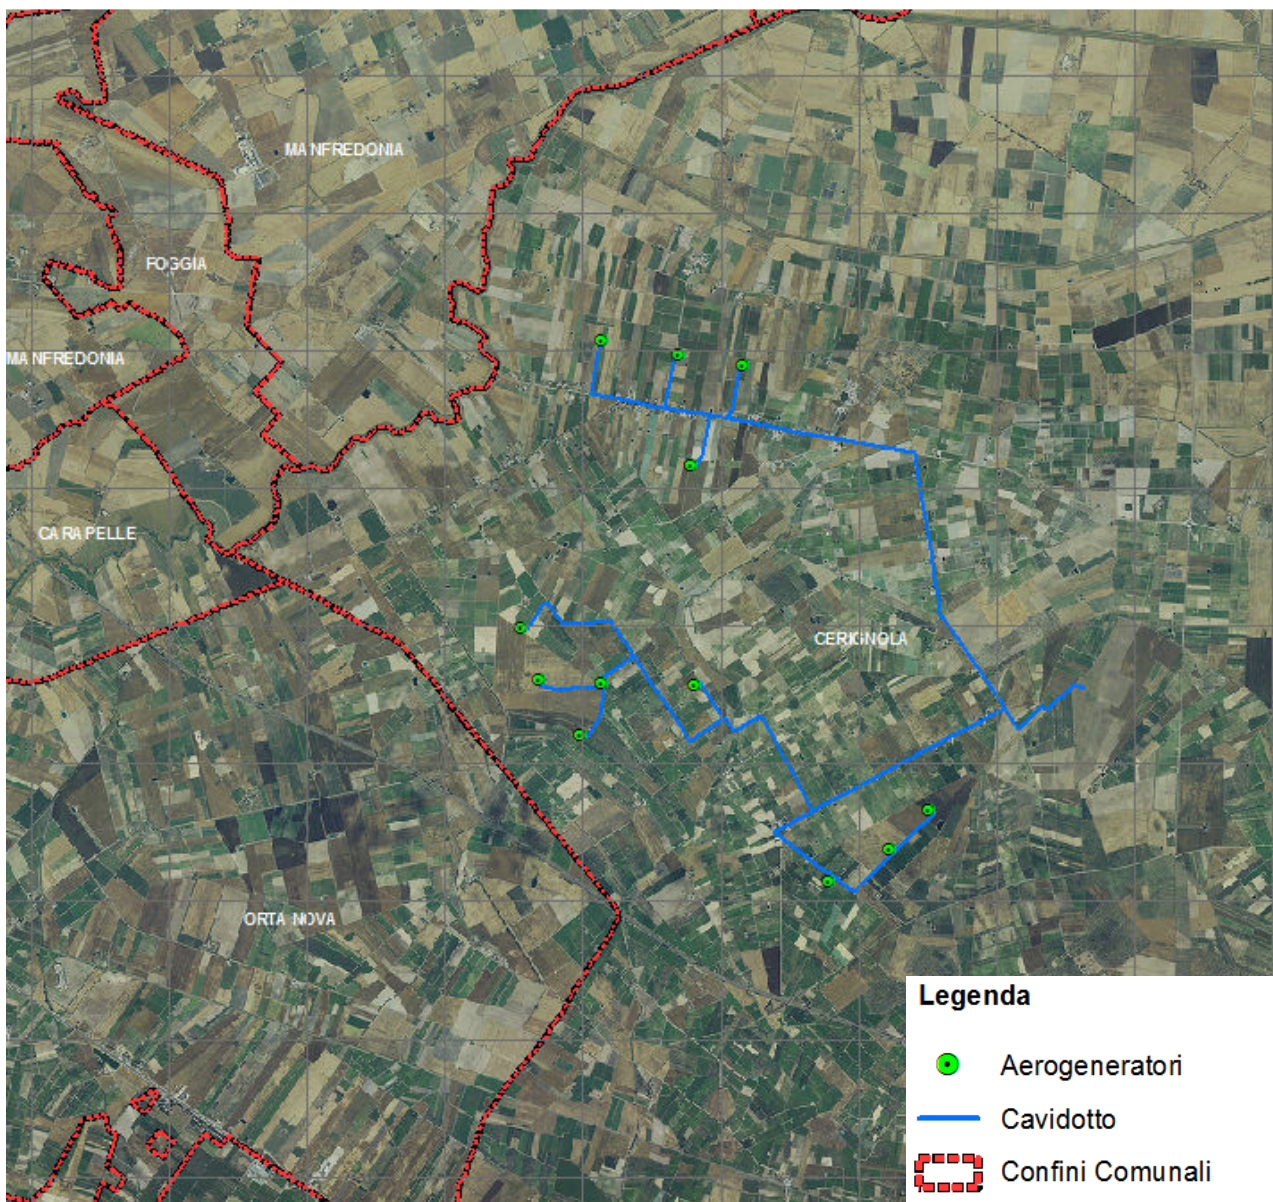 MANFREDONIA
FOGGIA
MANFREDONIA
CARAPELLE
CERIGNOLA
ORTA NOVA
Legenda
Aerogeneratori
Cavidotto
Confini Comunali